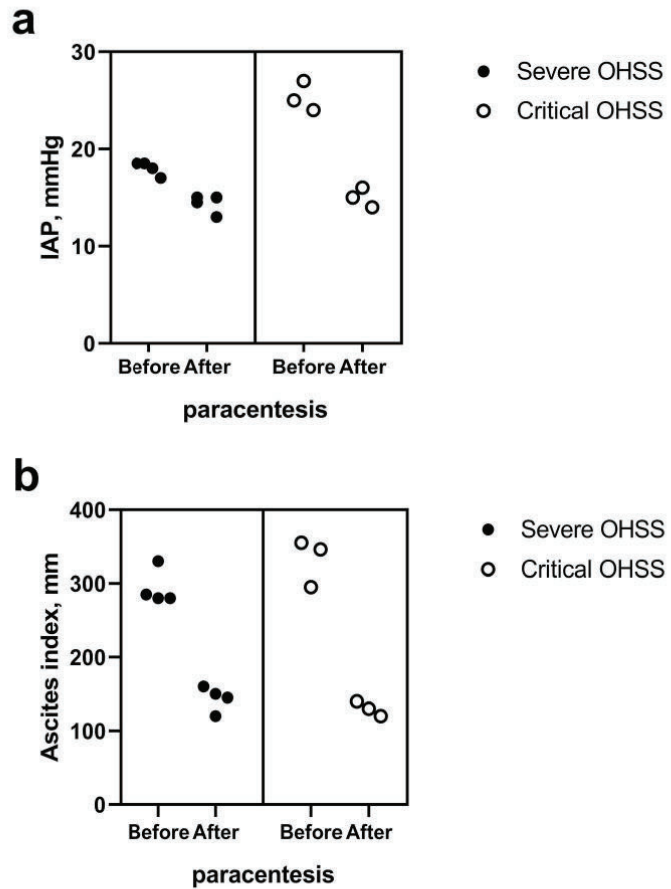 a
30
20
10
0
IAP, mmHg
Before After
Before After
paracentesis
Severe OHSS
Critical OHSS
b
400
300
200
100
0
Ascites index, mm
Before After
Before After
paracentesis
Severe OHSS
Critical OHSS